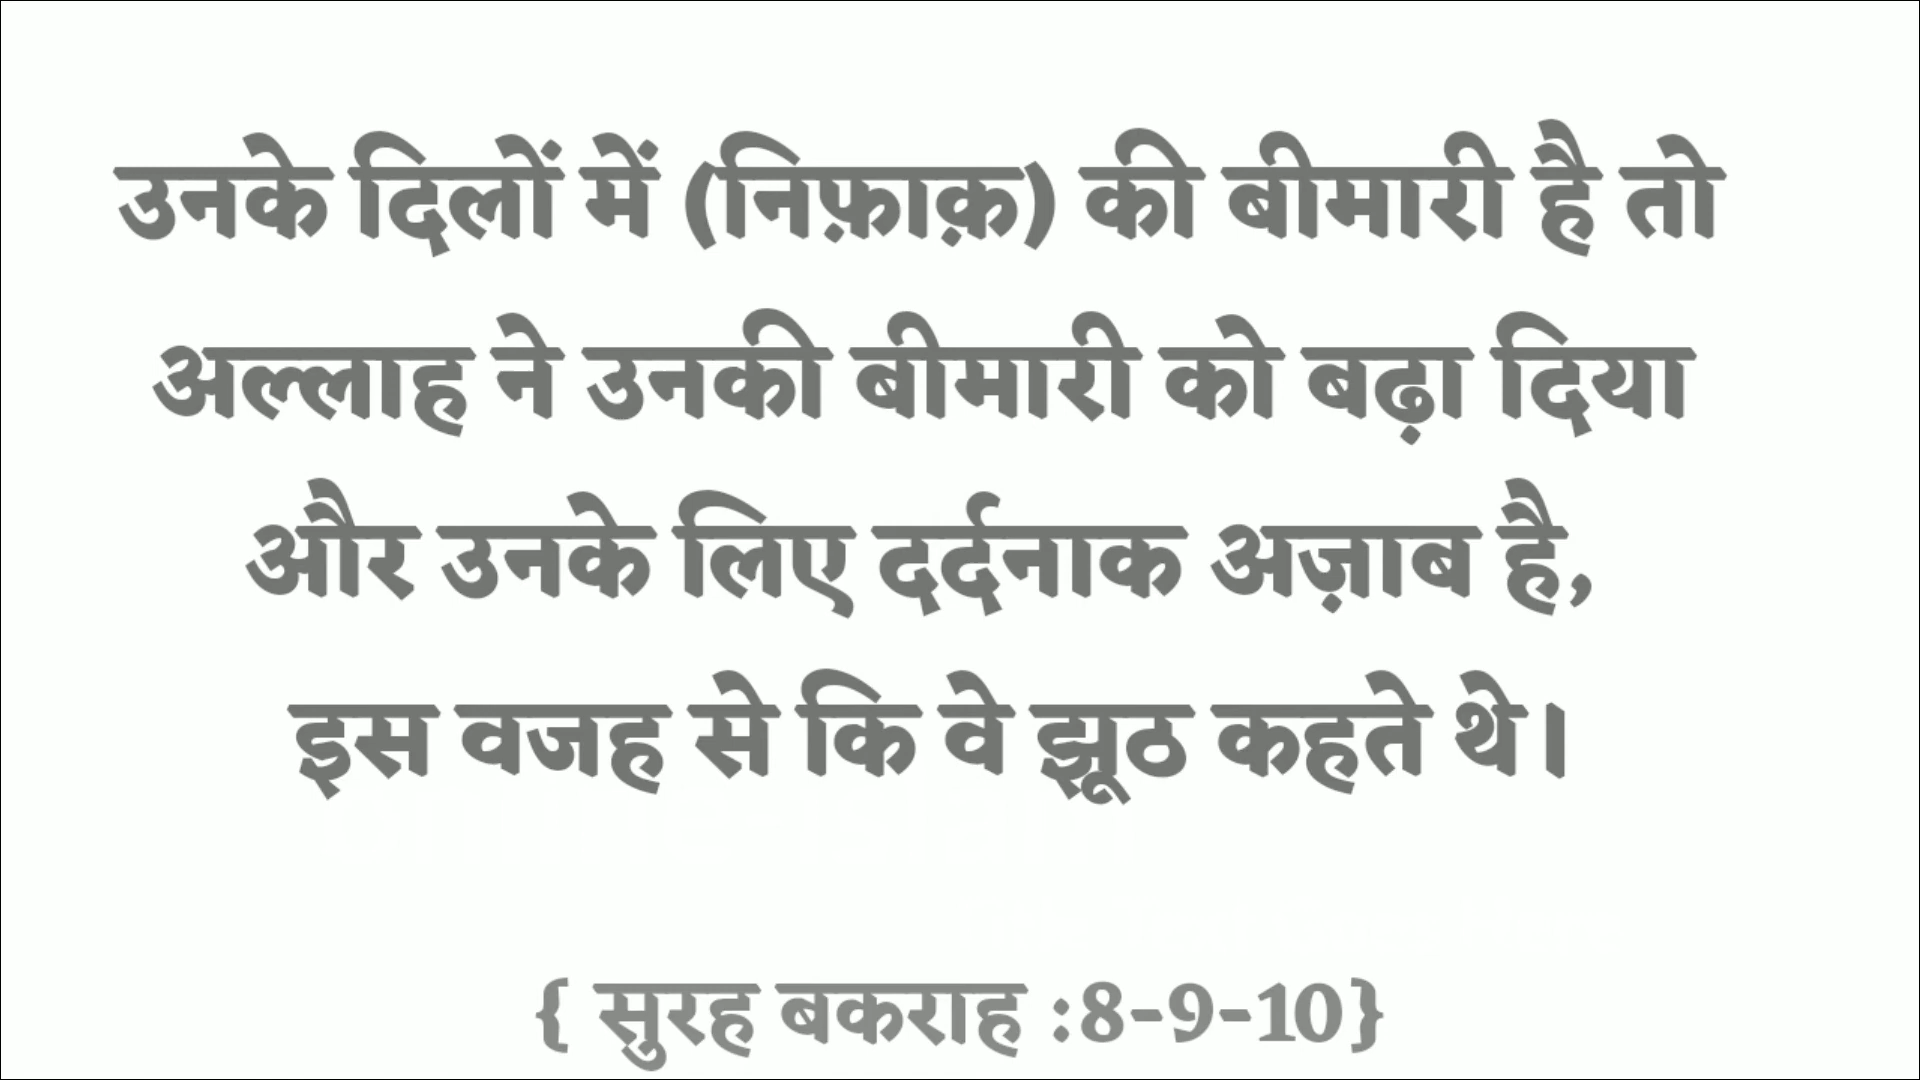 उनके दिलों में (निफ़ाक़) की बीमारी है तो
अल्लाह ने उनकी बीमारी को बढ़ा दिया
और उनके लिए दर्दनाक अज़ाब है,
इस वजह से कि वे झूठ कहते थे।
{ सुरह बकराह :8-9-10}